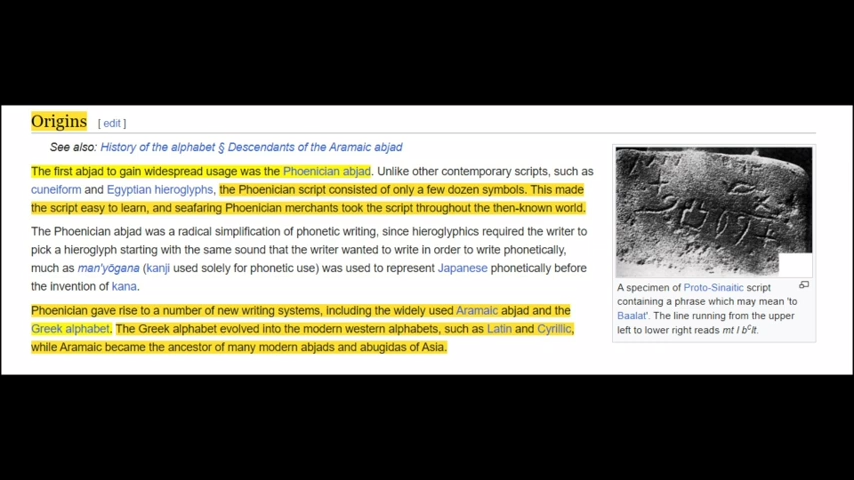 Origins [ edit ]
See also: History of the alphabet § Descendants of the Aramaic abjad
The first abjad to gain widespread usage was the Phoenician abjad. Unlike other contemporary scripts, such as
cuneiform and Egyptian hieroglyphs, the Phoenician script consisted of only a few dozen symbols. This made
the script easy to learn, and seafaring Phoenician merchants took the script throughout the then-known world.
The Phoenician abjad was a radical simplification of phonetic writing, since hieroglyphics required the writer to
pick a hieroglyph starting with the same sound that the writer wanted to write in order to write phonetically,
much as man'yōgana (kanji used solely for phonetic use) was used to represent Japanese phonetically before
the invention of kana.
Phoenician gave rise to a number of new writing systems, including the widely used Aramaic abjad and the
Greek alphabet. The Greek alphabet evolved into the modern western alphabets, such as Latin and Cyrillic,
while Aramaic became the ancestor of many modern abjads and abugidas of Asia.
A specimen of Proto-Sinaitic script
containing a phrase which may mean 'to
Baalat'. The line running from the upper
left to lower right reads mt l bᶜlt.